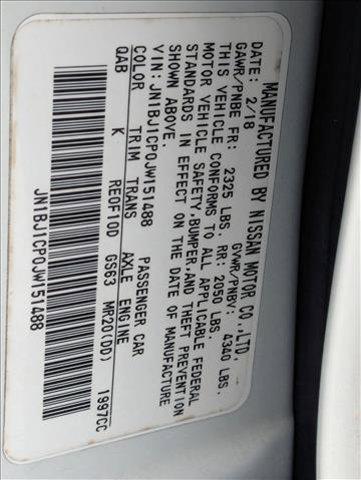 MANUFACTURED BY NISSAN MOTOR CO.,LTD.
DATE: 2/18 GVWR/PNBV: 4340 LBS.
GAWR/PNBE FR: 2325 LBS. RR: 2050 LBS.
THIS VEHICLE CONFORMS TO ALL APPLICABLE FEDERAL
MOTOR VEHICLE SAFETY,BUMPER,AND THEFT PREVENTION
STANDARDS IN EFFECT ON THE DATE OF MANUFACTURE
SHOWN ABOVE.
VIN: JN1BJ1CP0JW151488 PASSENGER CAR
COLOR TRIM TRANS AXLE ENGINE
QAB K RE0F10D GS63 MR20(DD) 1997CC
JN1BJ1CP0JW151488